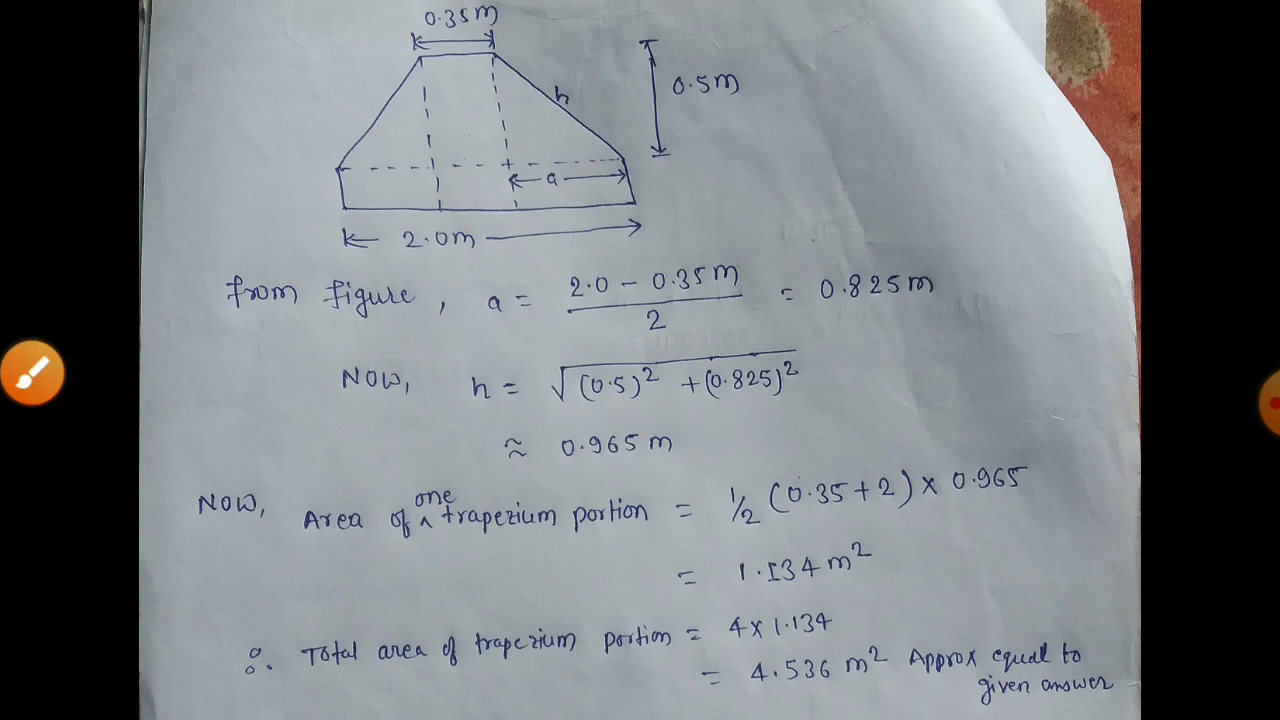 0.35m
h
0.5m
a
2.0m
from figure, a = 2.0 - 0.35m / 2 = 0.825m
Now, h = √(0.5)² + (0.825)²
≈ 0.965 m
Now, Area of one trapezium portion = ½ (0.35 + 2) × 0.965
= 1.134 m²
∴ Total area of trapezium portion = 4 × 1.134
= 4.536 m² Approx equal to
given answer